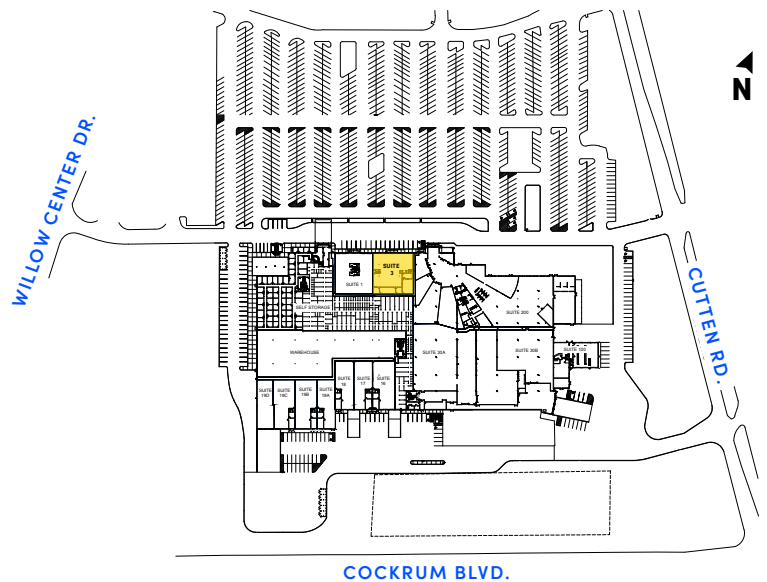 N
WILLOW CENTER DR.
SUITE
3
SUITE 1
SELF STORAGE
SUITE 200
CUTTEN RD.
WAREHOUSE
SUITE 30A
SUITE 30B
SUITE 100
SUITE
18
SUITE
17
SUITE
16
SUITE
19D
SUITE
19C
SUITE
19B
SUITE
19A
COCKRUM BLVD.